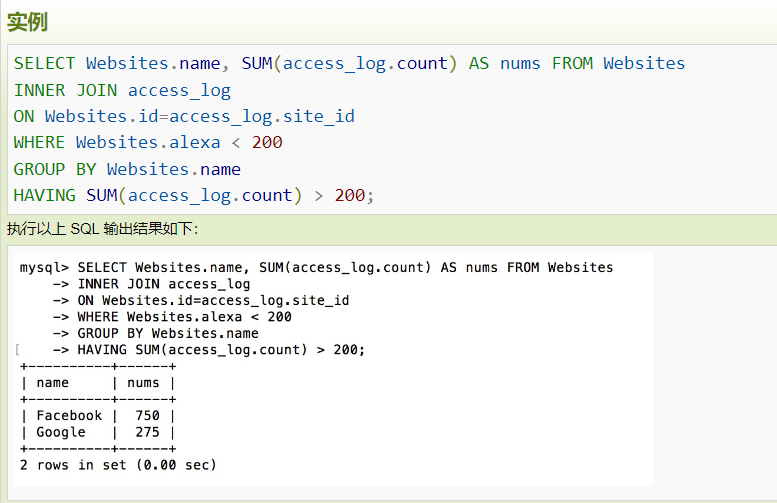 实例
SELECT Websites.name, SUM(access_log.count) AS nums FROM Websites
INNER JOIN access_log
ON Websites.id=access_log.site_id
WHERE Websites.alexa < 200
GROUP BY Websites.name
HAVING SUM(access_log.count) > 200;
执行以上 SQL 输出结果如下：
mysql> SELECT Websites.name, SUM(access_log.count) AS nums FROM Websites
    -> INNER JOIN access_log
    -> ON Websites.id=access_log.site_id
    -> WHERE Websites.alexa < 200
    -> GROUP BY Websites.name
[    -> HAVING SUM(access_log.count) > 200;
+----------+------+
| name     | nums |
+----------+------+
| Facebook |  750 |
| Google   |  275 |
+----------+------+
2 rows in set (0.00 sec)